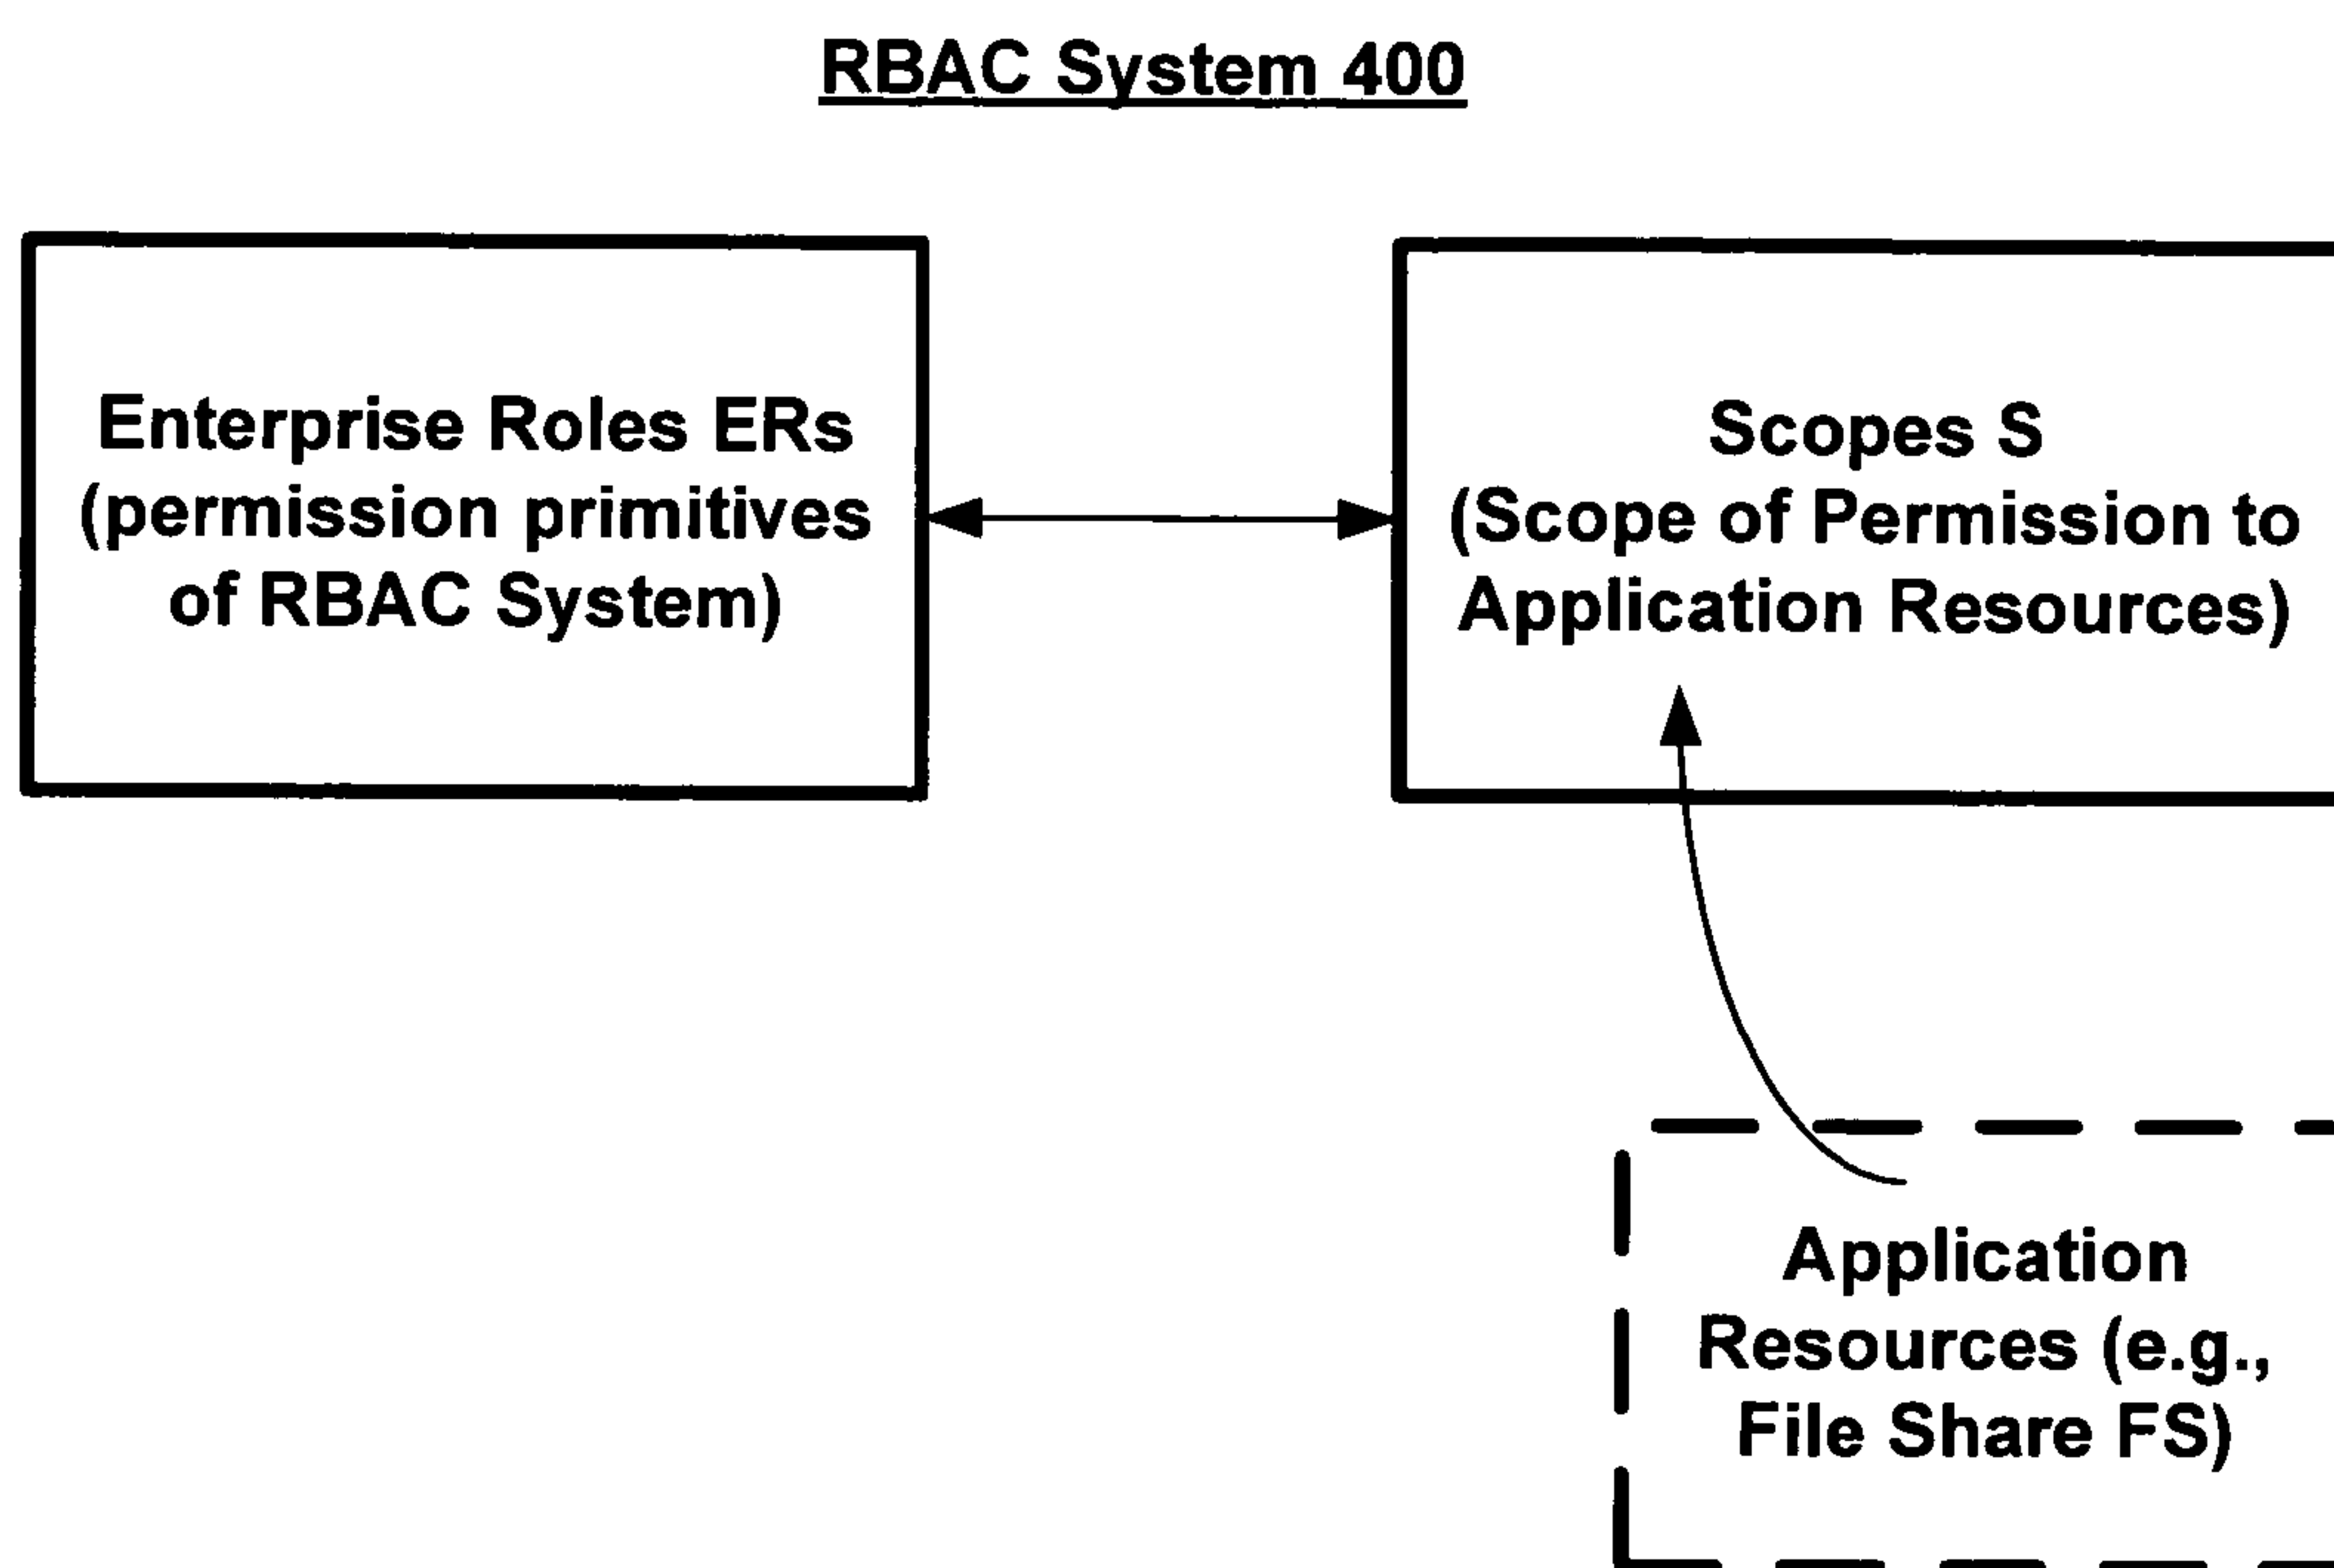 RBAC System 400
Enterprise Roles ERs
(permission primitives
of RBAC System)
Scopes S
(Scope of Permission to
Application Resources)
Application
Resources (e.g.,
File Share FS)